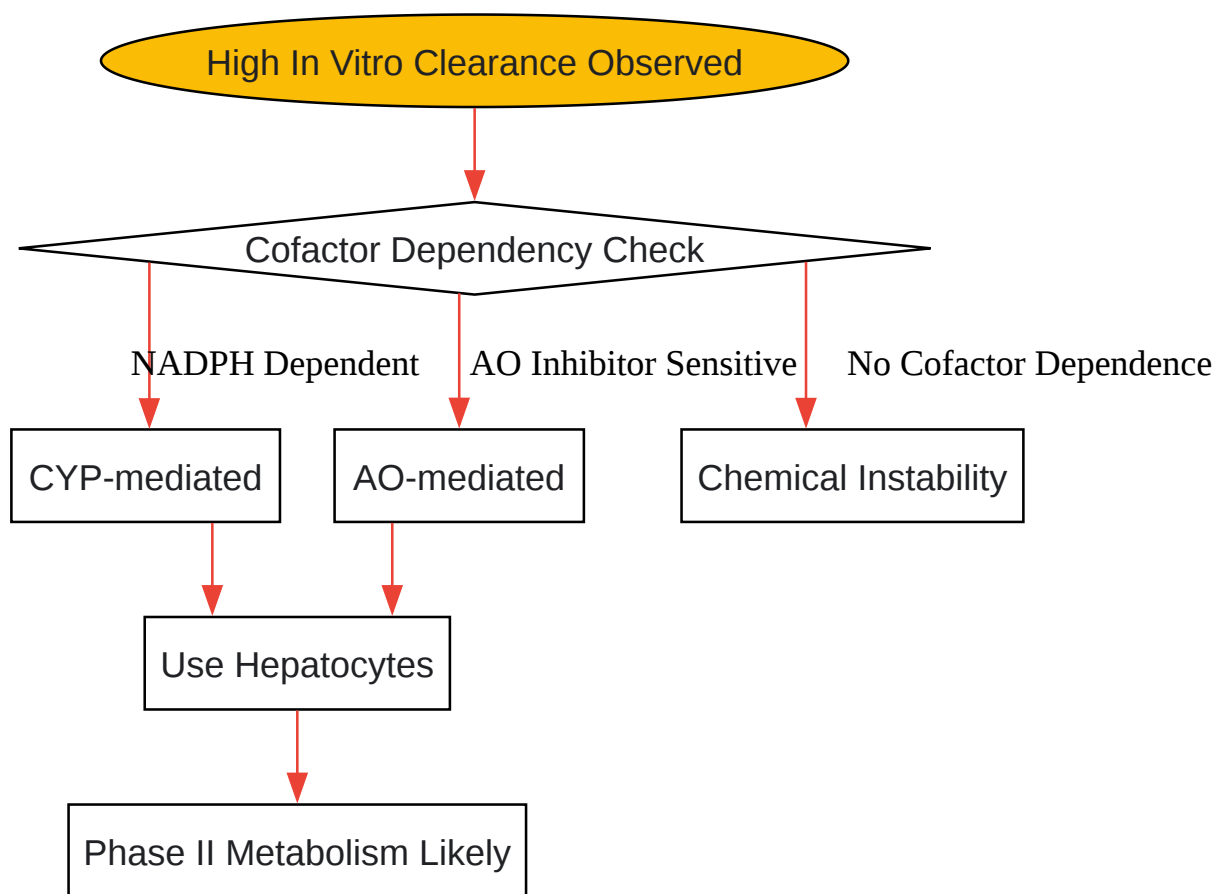 High In Vitro Clearance Observed
Cofactor Dependency Check
NADPH Dependent
AO Inhibitor Sensitive
No Cofactor Dependence
CYP-mediated
AO-mediated
Chemical Instability
Use Hepatocytes
Phase II Metabolism Likely